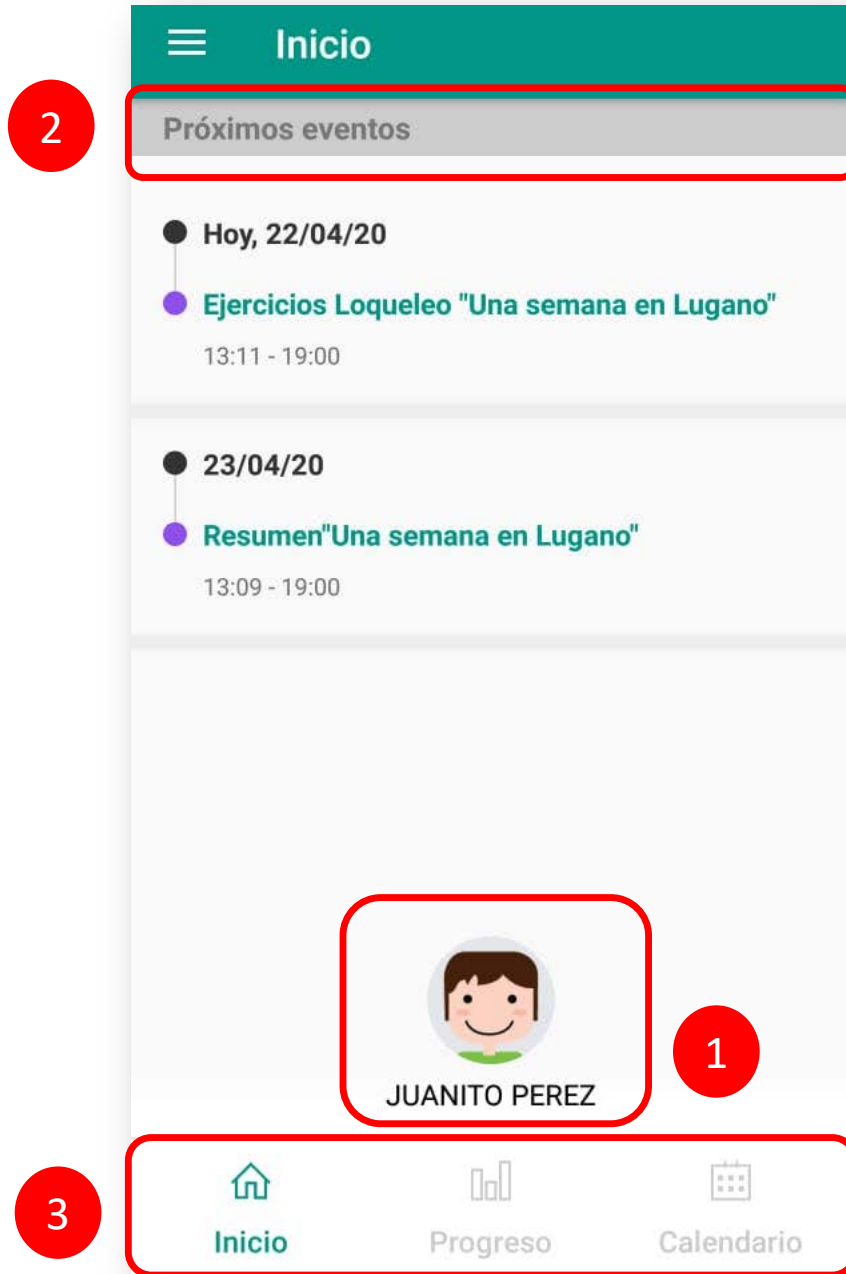 Inicio
2
Próximos eventos
Hoy, 22/04/20
Ejercicios Loqueleo "Una semana en Lugano"
13:11 - 19:00
23/04/20
Resumen"Una semana en Lugano"
13:09 - 19:00
1
JUANITO PEREZ
3
Inicio Progreso Calendario